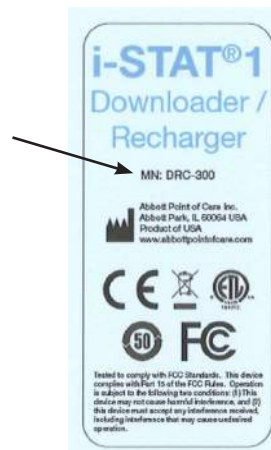 i-STAT®1
Downloader /
Recharger
MN: DRC-300
Abbott Point of Care Inc.
Abbott Park, IL 60064 USA
Product of USA
www.abbottpointofcare.com
CE
ETL
50
FC
Tested to comply with FCC Standards. This device
complies with Part 15 of the FCC Rules. Operation
is subject to the following two conditions: (1) This
device may not cause harmful interference, and (2)
this device must accept any interference received,
including interference that may cause undesired
operation.